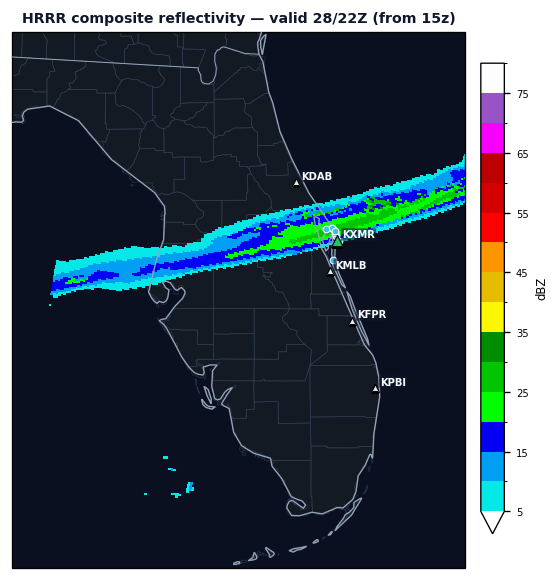 HRRR composite reflectivity — valid 28/22Z (from 15z)
KDAB
KXMR
KMLB
KFPR
KPBI
75
65
55
45
35
25
15
5
dBZ